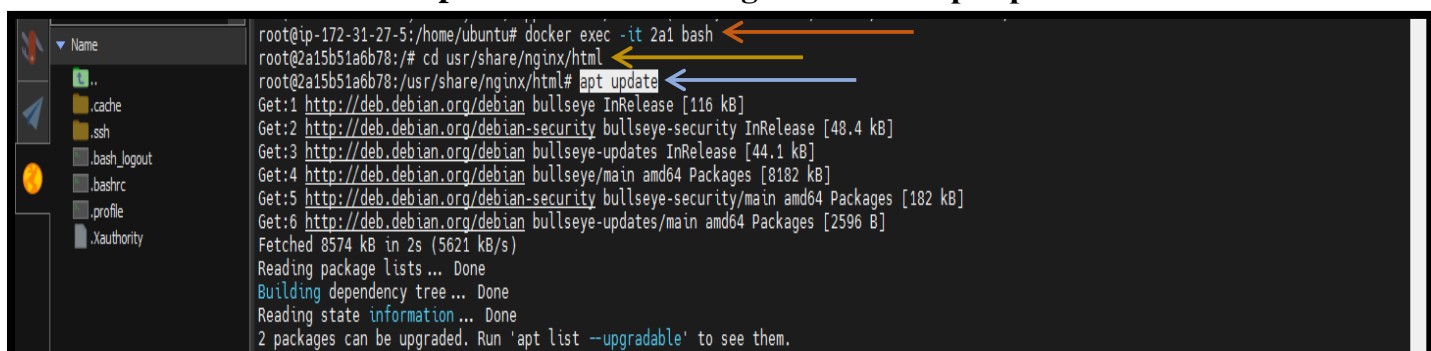 Name
..
.cache
.ssh
.bash_logout
.bashrc
.profile
.Xauthority
root@ip-172-31-27-5:/home/ubuntu# docker exec -it 2a1 bash
root@2a15b51a6b78:/# cd usr/share/nginx/html
root@2a15b51a6b78:/usr/share/nginx/html# apt update
Get:1 http://deb.debian.org/debian bullseye InRelease [116 kB]
Get:2 http://deb.debian.org/debian-security bullseye-security InRelease [48.4 kB]
Get:3 http://deb.debian.org/debian bullseye-updates InRelease [44.1 kB]
Get:4 http://deb.debian.org/debian bullseye/main amd64 Packages [8182 kB]
Get:5 http://deb.debian.org/debian-security bullseye-security/main amd64 Packages [182 kB]
Get:6 http://deb.debian.org/debian bullseye-updates/main amd64 Packages [2596 B]
Fetched 8574 kB in 2s (5621 kB/s)
Reading package lists... Done
Building dependency tree... Done
Reading state information... Done
2 packages can be upgraded. Run 'apt list --upgradable' to see them.